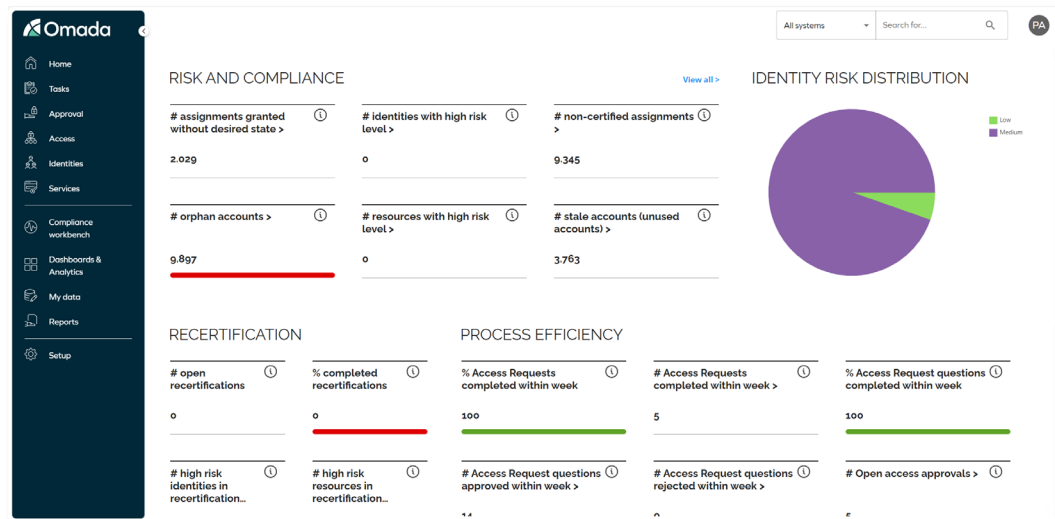 Omada
All systems
Search for...
PA
Home
Tasks
Approval
Access
Identities
Services
Compliance
workbench
Dashboards &
Analytics
My data
Reports
Setup
RISK AND COMPLIANCE
View all >
# assignments granted
without desired state >
2.029
# identities with high risk
level >
0
# non-certified assignments
>
9.345
# orphan accounts >
9.897
# resources with high risk
level >
0
# stale accounts (unused
accounts) >
3.763
IDENTITY RISK DISTRIBUTION
Low
Medium
RECERTIFICATION
# open
recertifications
0
% completed
recertifications
0
# high risk
identities in
recertification...
# high risk
resources in
recertification...
PROCESS EFFICIENCY
% Access Requests
completed within week
100
# Access Requests
completed within week >
5
% Access Request questions
completed within week
100
# Access Request questions
approved within week >
14
# Access Request questions
rejected within week >
0
# Open access approvals >
5